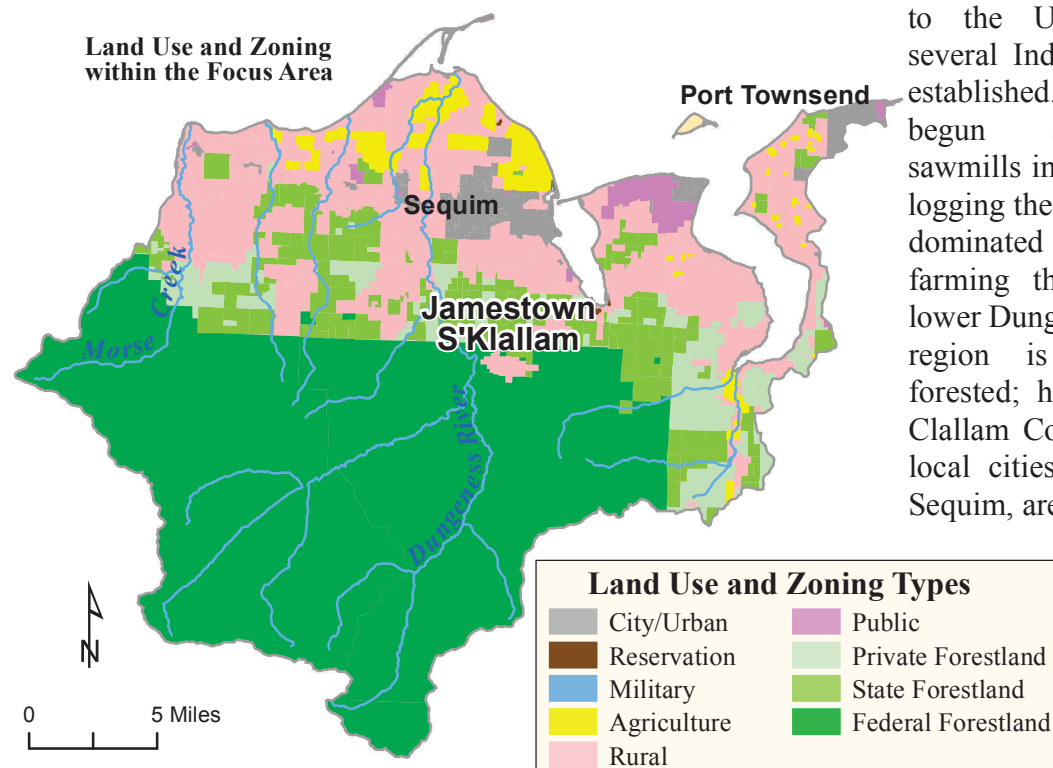 Land Use and Zoning
within the Focus Area
Port Townsend
Sequim
Jamestown
S'Klallam
Morse Creek
Dungeness River
N
0 5 Miles
Land Use and Zoning Types
City/Urban
Reservation
Military
Agriculture
Rural
Public
Private Forestland
State Forestland
Federal Forestland
to the U
several Ind
established.
begun
sawmills in
logging the
dominated
farming th
lower Dung
region is
forested; h
Clallam Co
local cities
Sequim, are